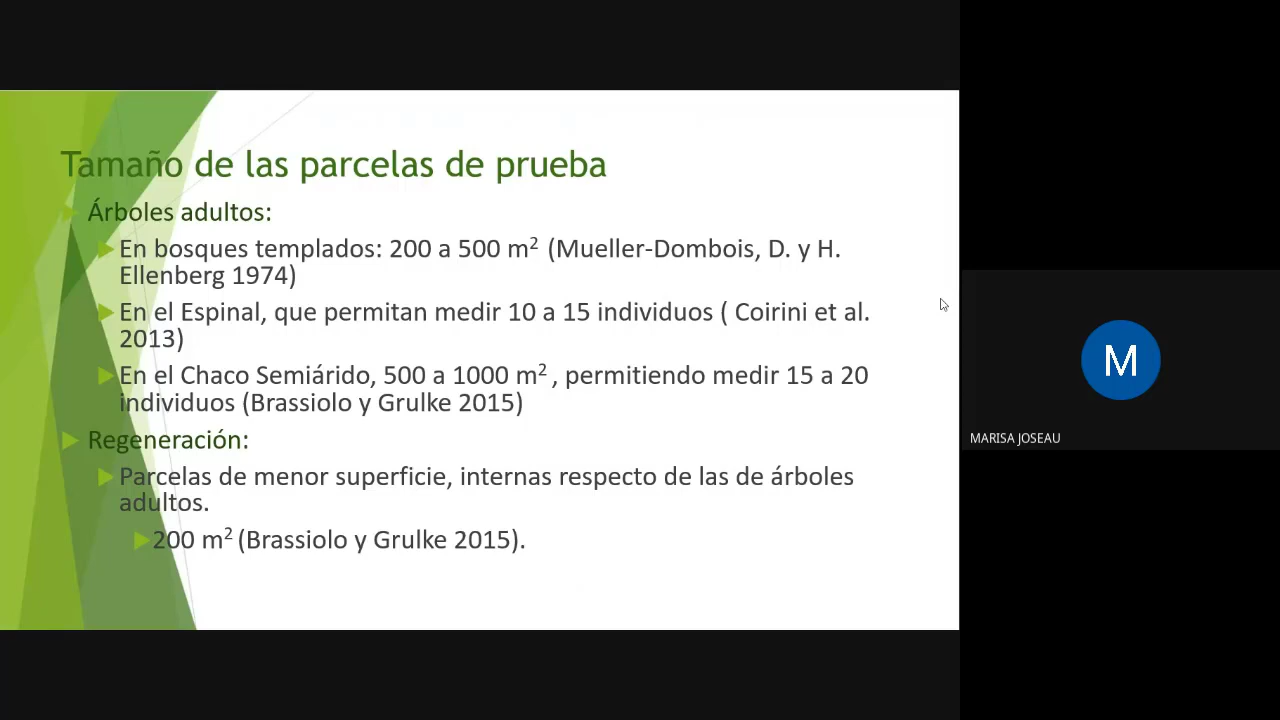 Tamaño de las parcelas de prueba
Árboles adultos:
En bosques templados: 200 a 500 m² (Mueller-Dombois, D. y H.
Ellenberg 1974)
En el Espinal, que permitan medir 10 a 15 individuos ( Coirini et al.
2013)
En el Chaco Semiárido, 500 a 1000 m² , permitiendo medir 15 a 20
individuos (Brassiolo y Grulke 2015)
Regeneración:
Parcelas de menor superficie, internas respecto de las de árboles
adultos.
200 m² (Brassiolo y Grulke 2015).
M
MARISA JOSEAU